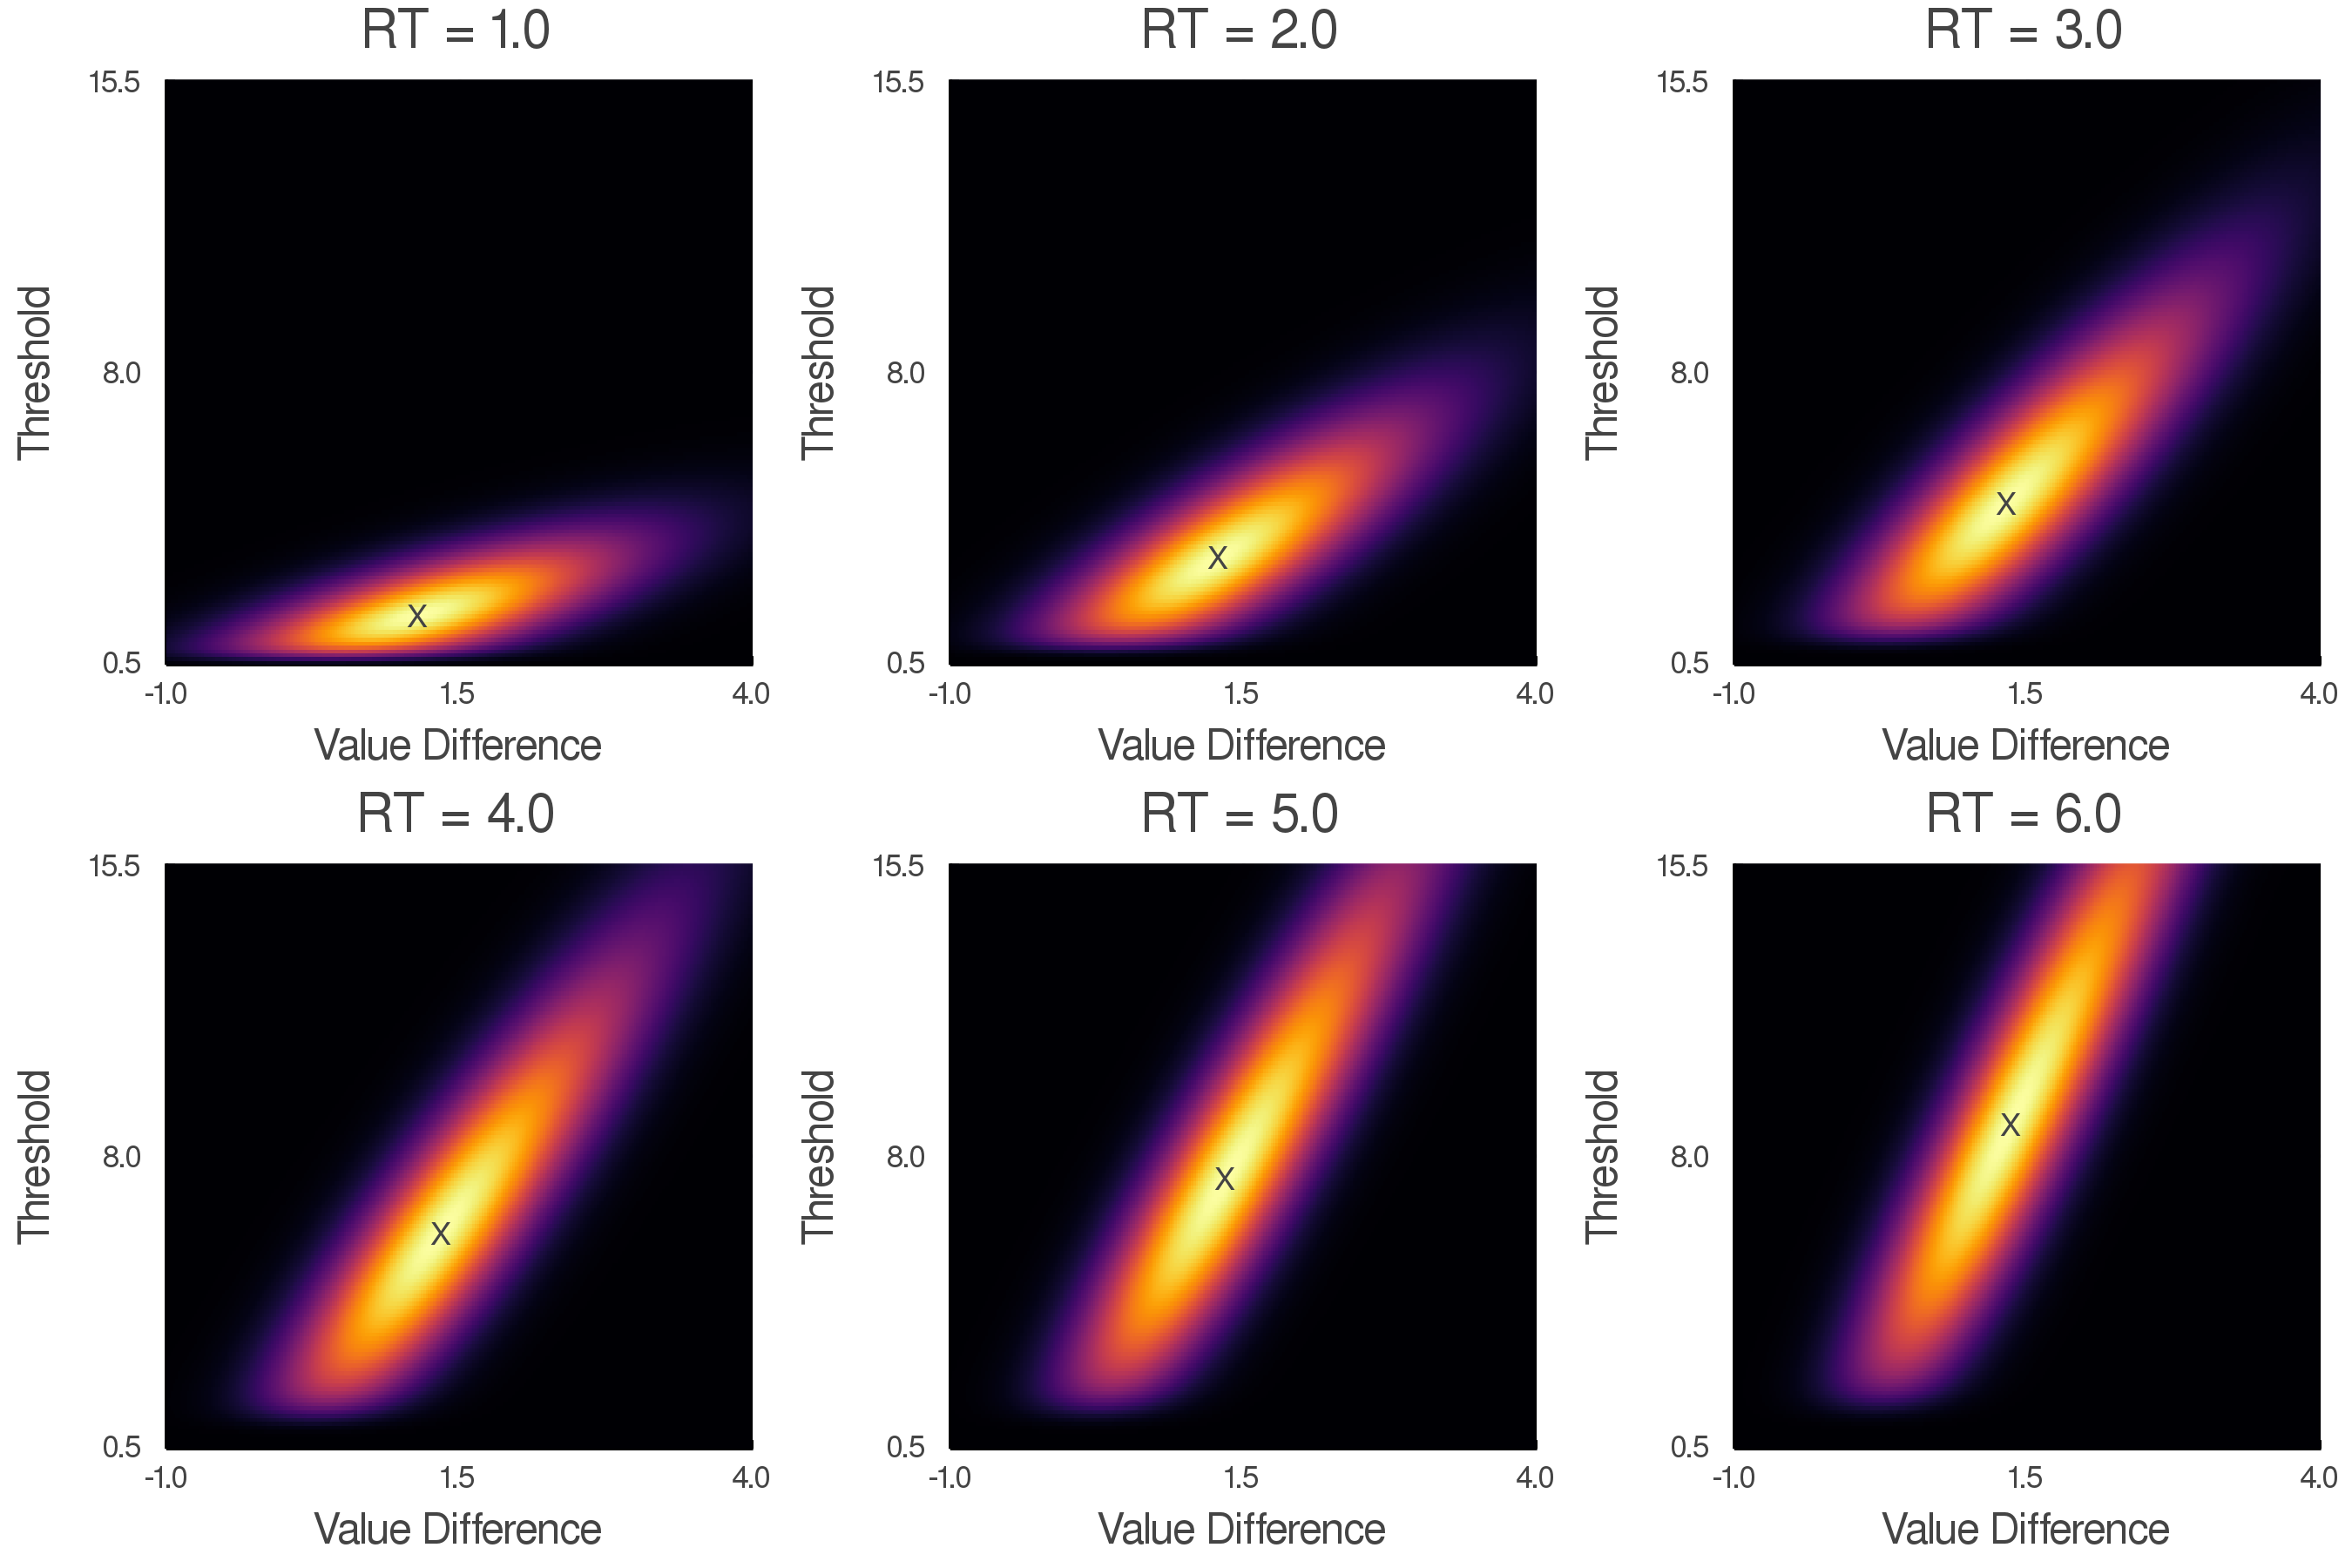 RT = 1.0
15.5
8.0
0.5
Threshold
X
-1.0 1.5 4.0
Value Difference
RT = 2.0
15.5
8.0
0.5
Threshold
X
-1.0 1.5 4.0
Value Difference
RT = 3.0
15.5
8.0
0.5
Threshold
X
-1.0 1.5 4.0
Value Difference
RT = 4.0
15.5
8.0
0.5
Threshold
X
-1.0 1.5 4.0
Value Difference
RT = 5.0
15.5
8.0
0.5
Threshold
X
-1.0 1.5 4.0
Value Difference
RT = 6.0
15.5
8.0
0.5
Threshold
X
-1.0 1.5 4.0
Value Difference